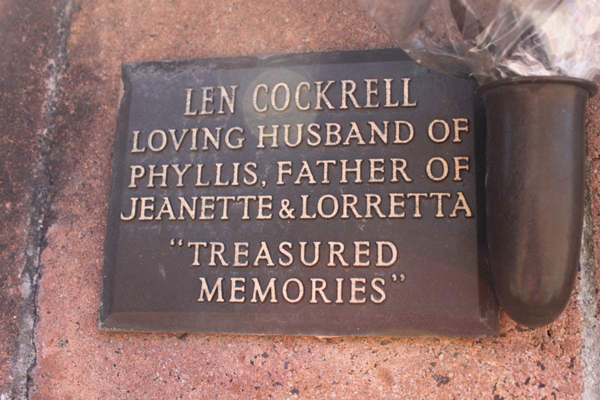 LEN COCKRELL
LOVING HUSBAND OF
PHYLLIS, FATHER OF
JEANETTE & LORRETTA
"TREASURED
MEMORIES"